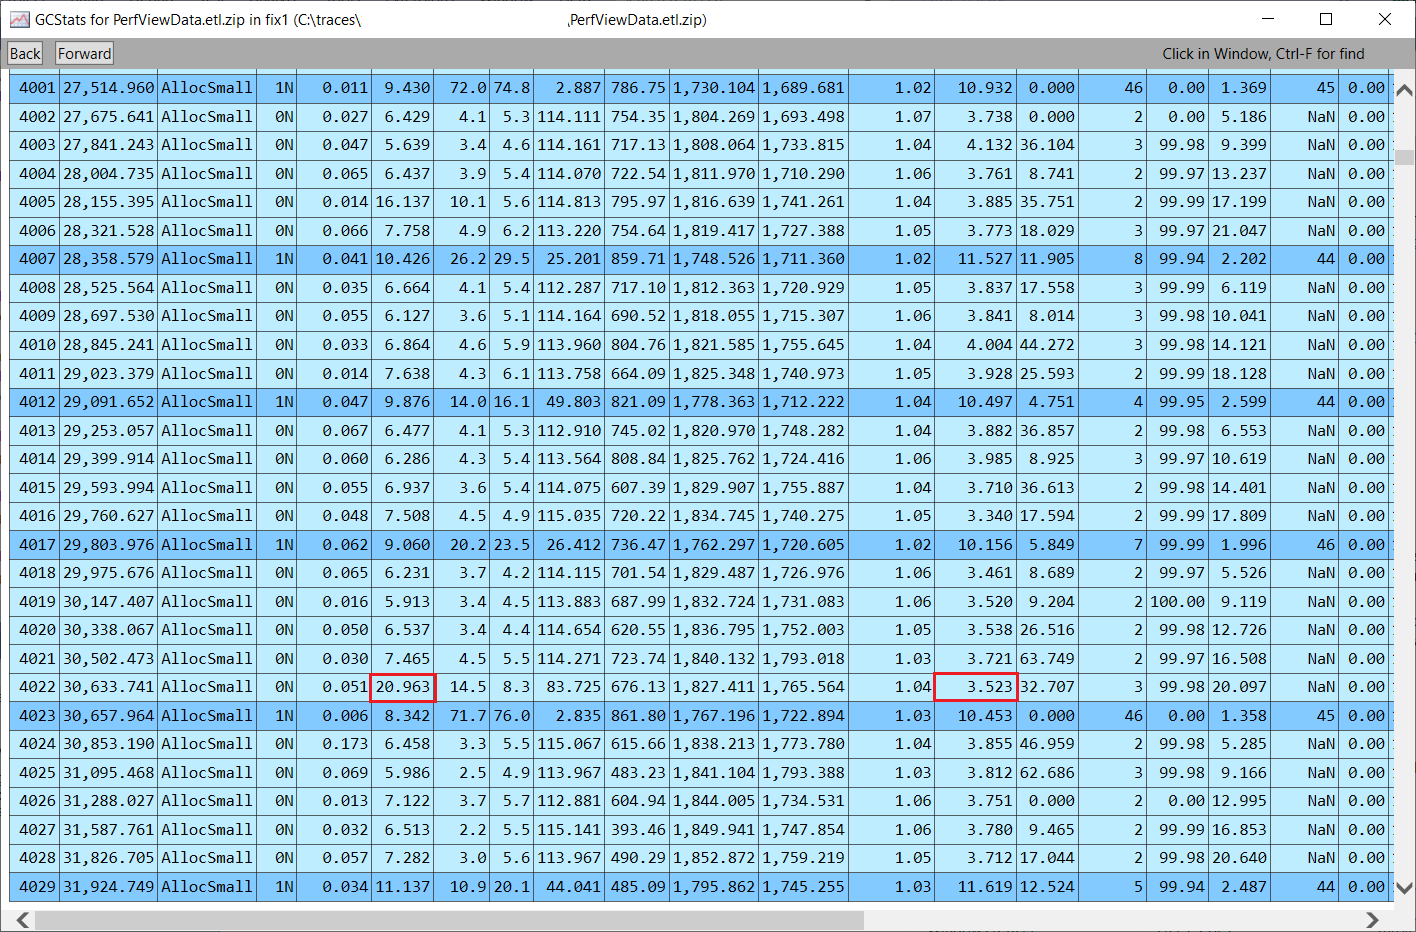 GCStats for PerfViewData.etl.zip in fix1 (C:\traces\ ,PerfViewData.etl.zip)
Back Forward Click in Window, Ctrl-F for find
4001 27,514.960 AllocSmall 1N 0.011 9.430 72.0 74.8 2.887 786.75 1,730.104 1,689.681 1.02 10.932 0.000 46 0.00 1.369 45 0.00
4002 27,675.641 AllocSmall 0N 0.027 6.429 4.1 5.3 114.111 754.35 1,804.269 1,693.498 1.07 3.738 0.000 2 0.00 5.186 NaN 0.00
4003 27,841.243 AllocSmall 0N 0.047 5.639 3.4 4.6 114.161 717.13 1,808.064 1,733.815 1.04 4.132 36.104 3 99.98 9.399 NaN 0.00
4004 28,004.735 AllocSmall 0N 0.065 6.437 3.9 5.4 114.070 722.54 1,811.970 1,710.290 1.06 3.761 8.741 2 99.97 13.237 NaN 0.00
4005 28,155.395 AllocSmall 0N 0.014 16.137 10.1 5.6 114.813 795.97 1,816.639 1,741.261 1.04 3.885 35.751 2 99.99 17.199 NaN 0.00
4006 28,321.528 AllocSmall 0N 0.066 7.758 4.9 6.2 113.220 754.64 1,819.417 1,727.388 1.05 3.773 18.029 3 99.97 21.047 NaN 0.00
4007 28,358.579 AllocSmall 1N 0.041 10.426 26.2 29.5 25.201 859.71 1,748.526 1,711.360 1.02 11.527 11.905 8 99.94 2.202 44 0.00
4008 28,525.564 AllocSmall 0N 0.035 6.664 4.1 5.4 112.287 717.10 1,812.363 1,720.929 1.05 3.837 17.558 3 99.99 6.119 NaN 0.00
4009 28,697.530 AllocSmall 0N 0.055 6.127 3.6 5.1 114.164 690.52 1,818.055 1,715.307 1.06 3.841 8.014 3 99.98 10.041 NaN 0.00
4010 28,845.241 AllocSmall 0N 0.033 6.864 4.6 5.9 113.960 804.76 1,821.585 1,755.645 1.04 4.004 44.272 3 99.98 14.121 NaN 0.00
4011 29,023.379 AllocSmall 0N 0.014 7.638 4.3 6.1 113.758 664.09 1,825.348 1,740.973 1.05 3.928 25.593 2 99.99 18.128 NaN 0.00
4012 29,091.652 AllocSmall 1N 0.047 9.876 14.0 16.1 49.803 821.09 1,778.363 1,712.222 1.04 10.497 4.751 4 99.95 2.599 44 0.00
4013 29,253.057 AllocSmall 0N 0.067 6.477 4.1 5.3 112.910 745.02 1,820.970 1,748.282 1.04 3.882 36.857 2 99.98 6.553 NaN 0.00
4014 29,399.914 AllocSmall 0N 0.060 6.286 4.3 5.4 113.564 808.84 1,825.762 1,724.416 1.06 3.985 8.925 3 99.97 10.619 NaN 0.00
4015 29,593.994 AllocSmall 0N 0.055 6.937 3.6 5.4 114.075 607.39 1,829.907 1,755.887 1.04 3.710 36.613 2 99.98 14.401 NaN 0.00
4016 29,760.627 AllocSmall 0N 0.048 7.508 4.5 4.9 115.035 720.22 1,834.745 1,740.275 1.05 3.340 17.594 2 99.99 17.809 NaN 0.00
4017 29,803.976 AllocSmall 1N 0.062 9.060 20.2 23.5 26.412 736.47 1,762.297 1,720.605 1.02 10.156 5.849 7 99.99 1.996 46 0.00
4018 29,975.676 AllocSmall 0N 0.065 6.231 3.7 4.2 114.115 701.54 1,829.487 1,726.976 1.06 3.461 8.689 2 99.97 5.526 NaN 0.00
4019 30,147.407 AllocSmall 0N 0.016 5.913 3.4 4.5 113.883 687.99 1,832.724 1,731.083 1.06 3.520 9.204 2 100.00 9.119 NaN 0.00
4020 30,338.067 AllocSmall 0N 0.050 6.537 3.4 4.4 114.654 620.55 1,836.795 1,752.003 1.05 3.538 26.516 2 99.98 12.726 NaN 0.00
4021 30,502.473 AllocSmall 0N 0.030 7.465 4.5 5.5 114.271 723.74 1,840.132 1,793.018 1.03 3.721 63.749 2 99.97 16.508 NaN 0.00
4022 30,633.741 AllocSmall 0N 0.051 20.963 14.5 8.3 83.725 676.13 1,827.411 1,765.564 1.04 3.523 32.707 3 99.98 20.097 NaN 0.00
4023 30,657.964 AllocSmall 1N 0.006 8.342 71.7 76.0 2.835 861.80 1,767.196 1,722.894 1.03 10.453 0.000 46 0.00 1.358 45 0.00
4024 30,853.190 AllocSmall 0N 0.173 6.458 3.3 5.5 115.067 615.66 1,838.213 1,773.780 1.04 3.855 46.959 2 99.98 5.285 NaN 0.00
4025 31,095.468 AllocSmall 0N 0.069 5.986 2.5 4.9 113.967 483.23 1,841.104 1,793.388 1.03 3.812 62.686 3 99.98 9.166 NaN 0.00
4026 31,288.027 AllocSmall 0N 0.013 7.122 3.7 5.7 112.881 604.94 1,844.005 1,734.531 1.06 3.751 0.000 2 0.00 12.995 NaN 0.00
4027 31,587.761 AllocSmall 0N 0.032 6.513 2.2 5.5 115.141 393.46 1,849.941 1,747.854 1.06 3.780 9.465 2 99.99 16.853 NaN 0.00
4028 31,826.705 AllocSmall 0N 0.057 7.282 3.0 5.6 113.967 490.29 1,852.872 1,759.219 1.05 3.712 17.044 2 99.98 20.640 NaN 0.00
4029 31,924.749 AllocSmall 1N 0.034 11.137 10.9 20.1 44.041 485.09 1,795.862 1,745.255 1.03 11.619 12.524 5 99.94 2.487 44 0.00